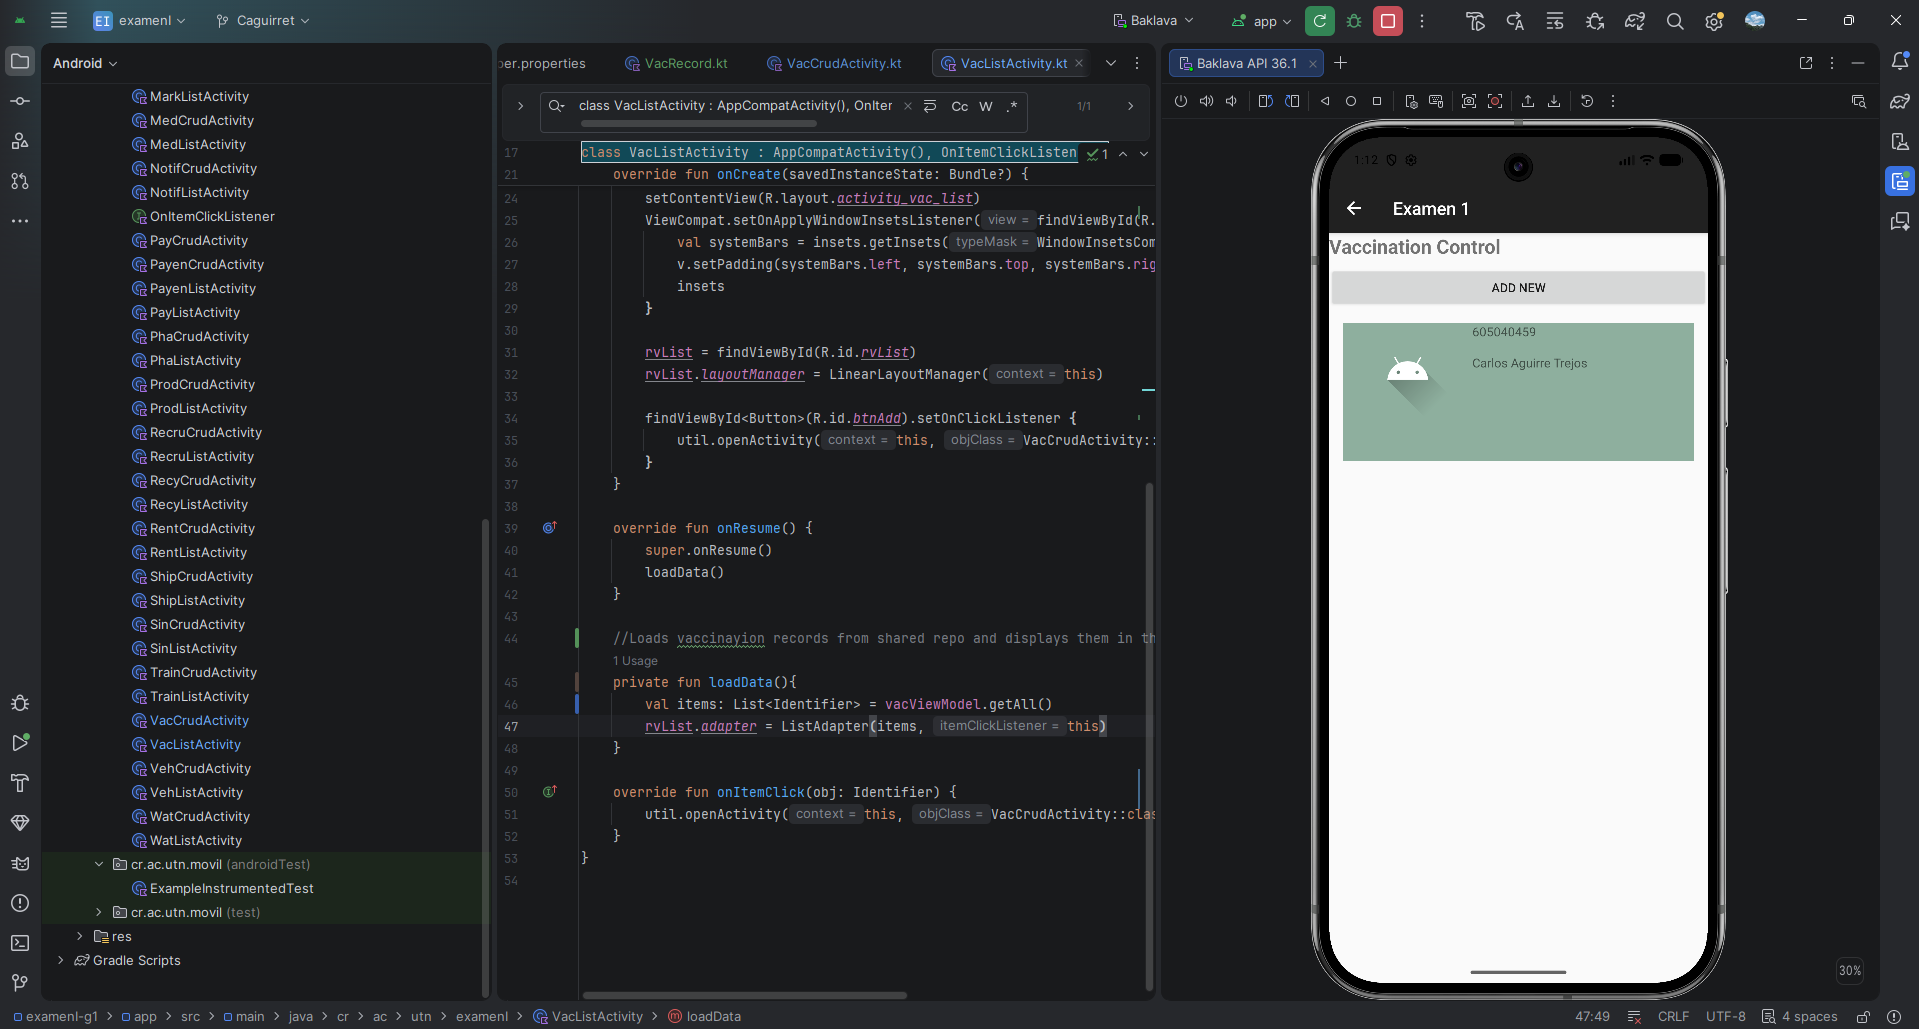 EI examenI
Caguirret
Baklava
app
Android
MarkListActivity
MedCrudActivity
MedListActivity
NotifCrudActivity
NotifListActivity
OnItemClickListener
PayCrudActivity
PayenCrudActivity
PayenListActivity
PayListActivity
PhaCrudActivity
PhaListActivity
ProdCrudActivity
ProdListActivity
RecruCrudActivity
RecruListActivity
RecyCrudActivity
RecyListActivity
RentCrudActivity
RentListActivity
ShipCrudActivity
ShipListActivity
SinCrudActivity
SinListActivity
TrainCrudActivity
TrainListActivity
VacCrudActivity
VacListActivity
VehCrudActivity
VehListActivity
WatCrudActivity
WatListActivity
cr.ac.utn.movil (androidTest)
ExampleInstrumentedTest
cr.ac.utn.movil (test)
res
Gradle Scripts
per.properties
VacRecord.kt
VacCrudActivity.kt
VacListActivity.kt
class VacListActivity : AppCompatActivity(), OnIter
Cc W .*
1/1
17 class VacListActivity : AppCompatActivity(), OnItemClickListen
1
21 override fun onCreate(savedInstanceState: Bundle?) {
24 setContentView(R.layout.activity_vac_list)
25 ViewCompat.setOnApplyWindowInsetsListener( view = findViewById(R.
26 val systemBars = insets.getInsets( typeMask = WindowInsetsCom
27 v.setPadding(systemBars.left, systemBars.top, systemBars.rig
28 insets
29 }
30
31 rvList = findViewById(R.id.rvList)
32 rvList.layoutManager = LinearLayoutManager( context = this)
33
34 findViewById<Button>(R.id.btnAdd).setOnClickListener {
35 util.openActivity( context = this, objClass = VacCrudActivity::
36 }
37 }
38
39 override fun onResume() {
40 super.onResume()
41 loadData()
42 }
43
44 //Loads vaccinayion records from shared repo and displays them in th
1 Usage
45 private fun loadData(){
46 val items: List<Identifier> = vacViewModel.getAll()
47 rvList.adapter = ListAdapter(items, itemClickListener = this)
48 }
49
50 override fun onItemClick(obj: Identifier) {
51 util.openActivity( context = this, objClass = VacCrudActivity::clas
52 }
53 }
54
Baklava API 36.1
1:12
Examen 1
Vaccination Control
ADD NEW
605040459
Carlos Aguirre Trejos
30%
examenI-g1 > app > src > main > java > cr > ac > utn > examenI > VacListActivity > loadData
47:49
CRLF
UTF-8
4 spaces